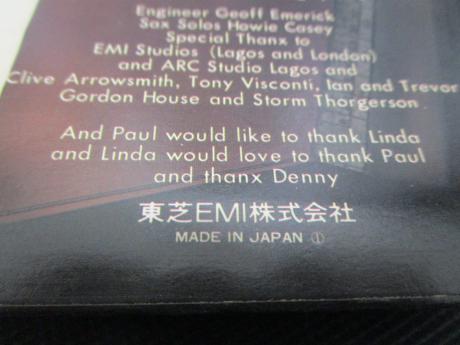 Engineer Geoff Emerick
Sax Solos Howie Casey
Special Thanx to
EMI Studios (Lagos and London)
and ARC Studio Lagos and
Clive Arrowsmith, Tony Visconti, Ian and Trevor
Gordon House and Storm Thorgerson
And Paul would like to thank Linda
and Linda would love to thank Paul
and thanx Denny
東芝EMI株式会社
MADE IN JAPAN ①